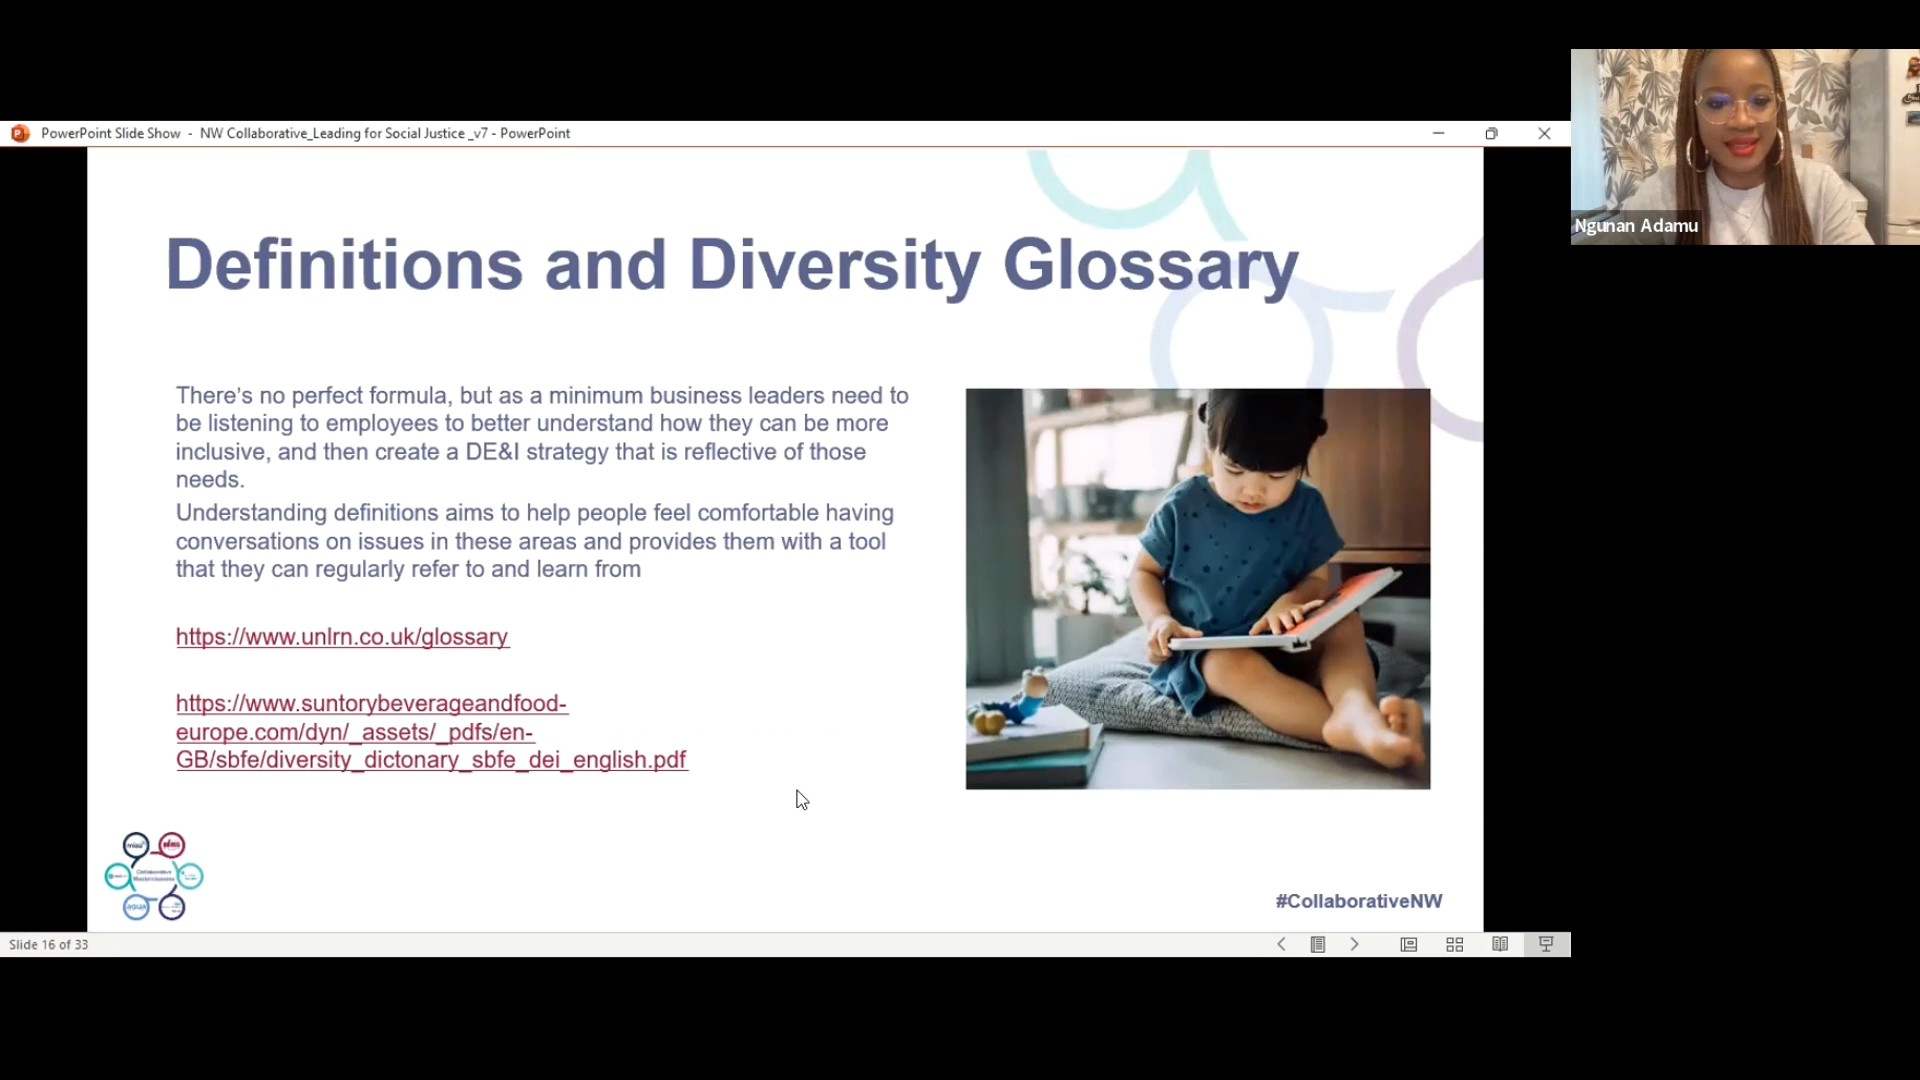 PowerPoint Slide Show - NW Collaborative_Leading for Social Justice _v7 - PowerPoint
Ngunan Adamu
Definitions and Diversity Glossary
There's no perfect formula, but as a minimum business leaders need to
be listening to employees to better understand how they can be more
inclusive, and then create a DE&I strategy that is reflective of those
needs.
Understanding definitions aims to help people feel comfortable having
conversations on issues in these areas and provides them with a tool
that they can regularly refer to and learn from
https://www.unlrn.co.uk/glossary
https://www.suntorybeverageandfood-
europe.com/dyn/_assets/_pdfs/en-
GB/sbfe/diversity_dictonary_sbfe_dei_english.pdf
#CollaborativeNW
Slide 16 of 33